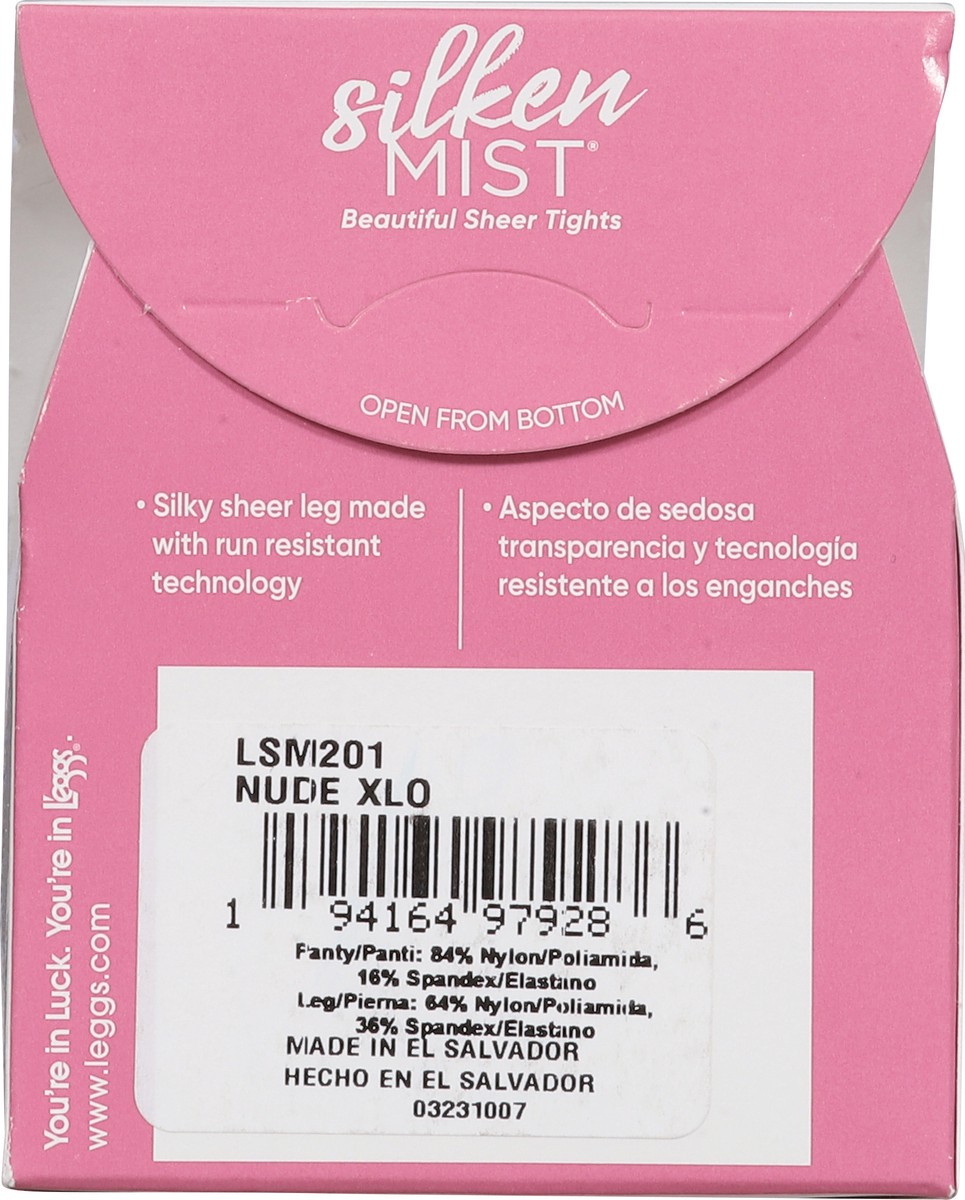 silken
MIST®
Beautiful Sheer Tights
OPEN FROM BOTTOM
• Silky sheer leg made
with run resistant
technology
• Aspecto de sedosa
transparencia y tecnología
resistente a los enganches
You're in Luck. You're in L'eggs®.
www.leggs.com
LSM201
NUDE XLO
1 94164 97928 6
Panty/Panti: 84% Nylon/Poliamida,
16% Spandex/Elastano
Leg/Pierna: 64% Nylon/Poliamida,
36% Spandex/Elastano
MADE IN EL SALVADOR
HECHO EN EL SALVADOR
03231007